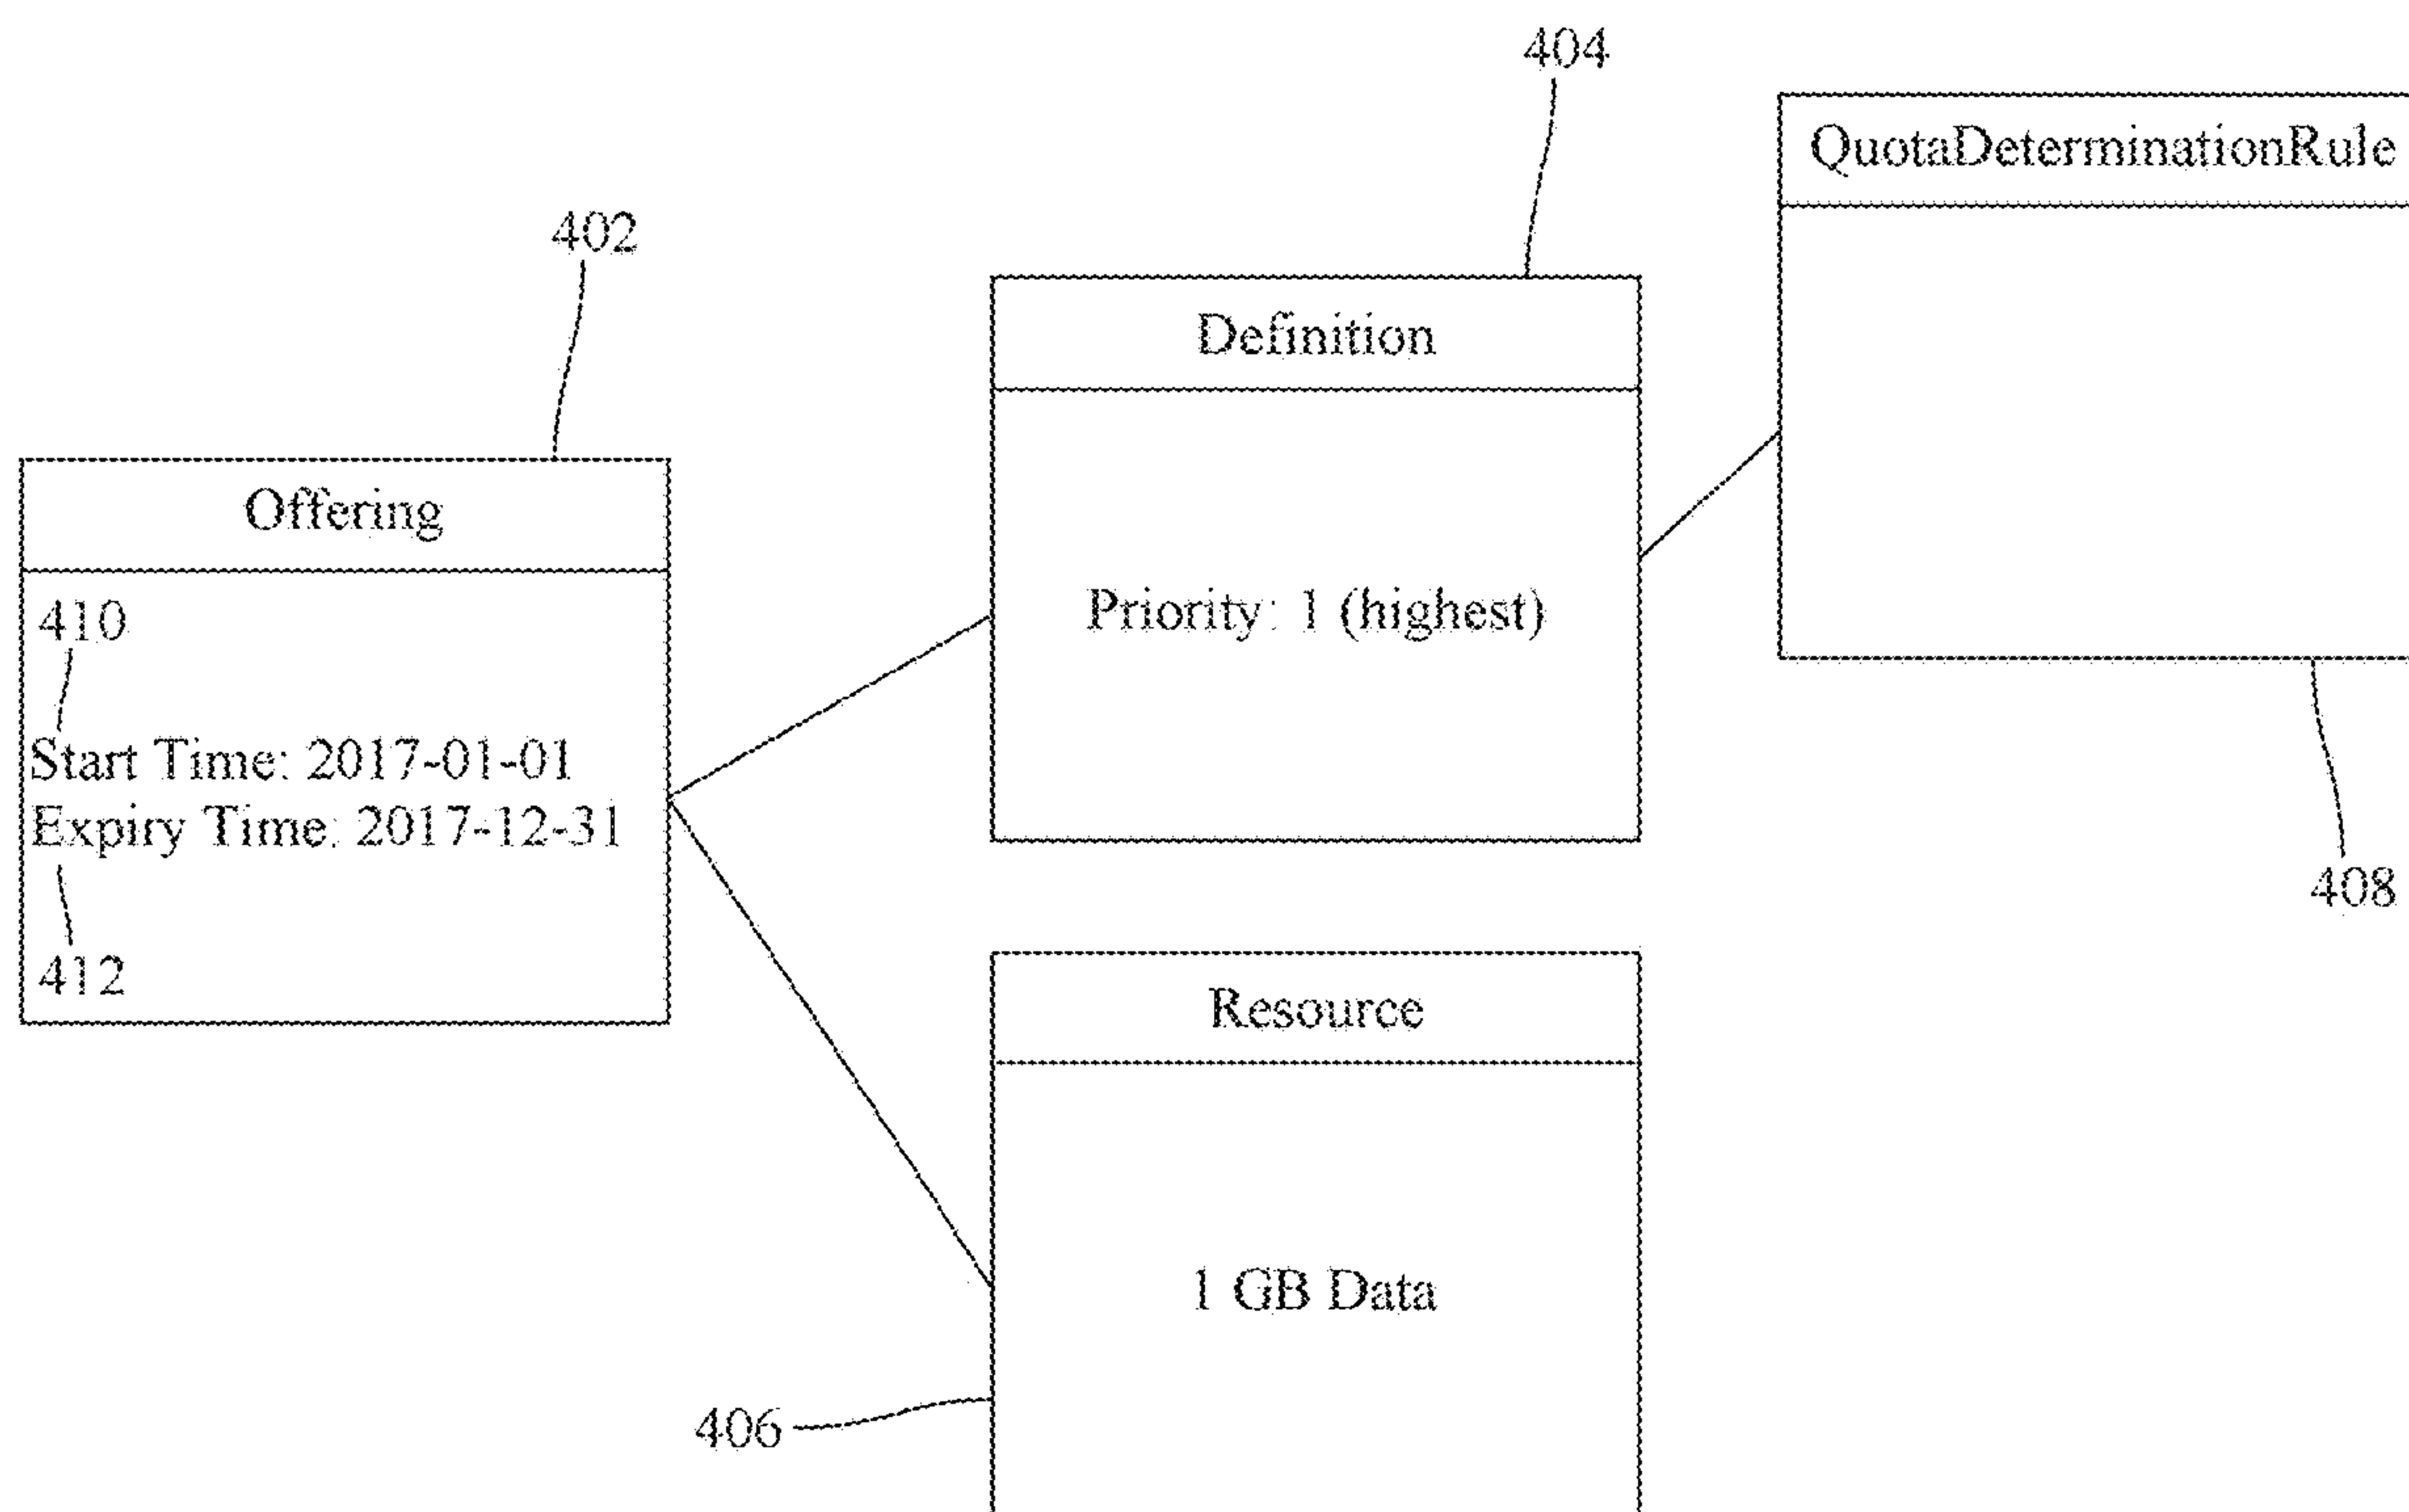 404
QuotaDeterminationRule
402
Definition
Offering
Priority: 1 (highest)
410
Start Time: 2017-01-01
Expiry Time: 2017-12-31
408
412
Resource
1 GB Data
406